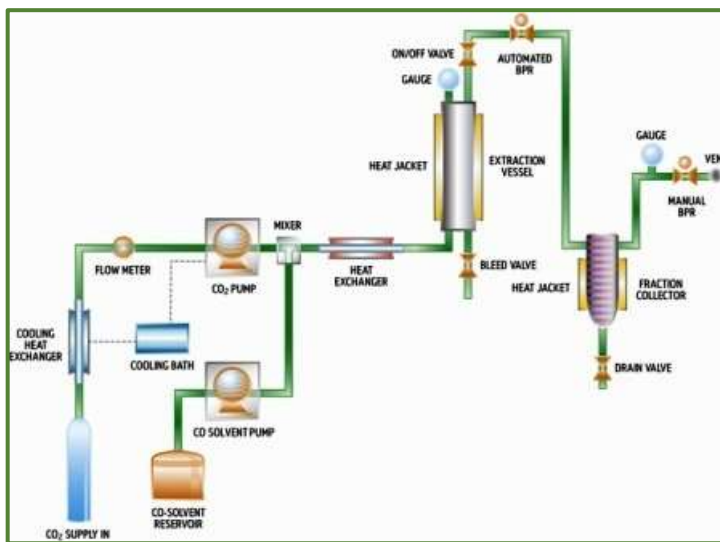 ON/OFF VALVE
AUTOMATED
BPR
GAUGE
HEAT JACKET
EXTRACTION
VESSEL
GAUGE
MANUAL
BPR
MIXER
FLOW METER
CO₂ PUMP
HEAT
EXCHANGER
BLEED VALVE
HEAT JACKET
FRACTION
COLLECTOR
COOLING
HEAT
EXCHANGER
COOLING BATH
DRAIN VALVE
CO SOLVENT PUMP
CO-SOLVENT
RESERVOIR
CO₂ SUPPLY IN